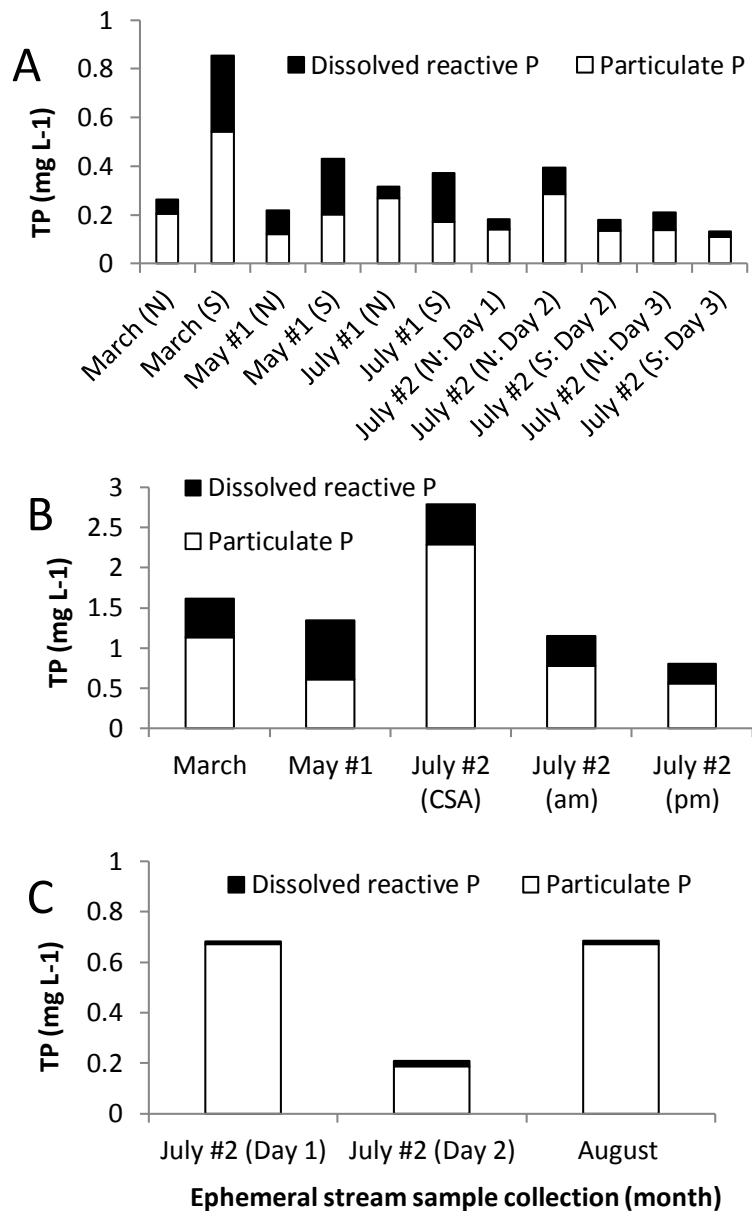 A
TP (mg L-1)
1
0.8
0.6
0.4
0.2
0
Dissolved reactive P
Particulate P
March (N)
March (S)
May #1 (N)
May #1 (S)
July #1 (N)
July #1 (S)
July #2 (N: Day 1)
July #2 (N: Day 2)
July #2 (S: Day 2)
July #2 (N: Day 3)
July #2 (S: Day 3)
B
TP (mg L-1)
3
2.5
2
1.5
1
0.5
0
Dissolved reactive P
Particulate P
March
May #1
July #2
(CSA)
July #2
(am)
July #2
(pm)
C
TP (mg L-1)
1
0.8
0.6
0.4
0.2
0
Dissolved reactive P
Particulate P
July #2 (Day 1)
July #2 (Day 2)
August
Ephemeral stream sample collection (month)